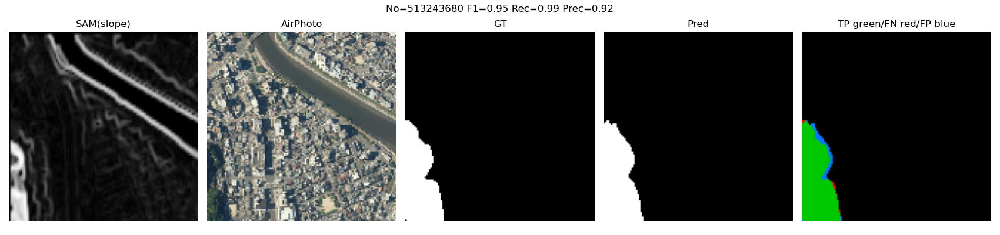 No=513243680 F1=0.95 Rec=0.99 Prec=0.92
SAM(slope)
AirPhoto
GT
Pred
TP green/FN red/FP blue